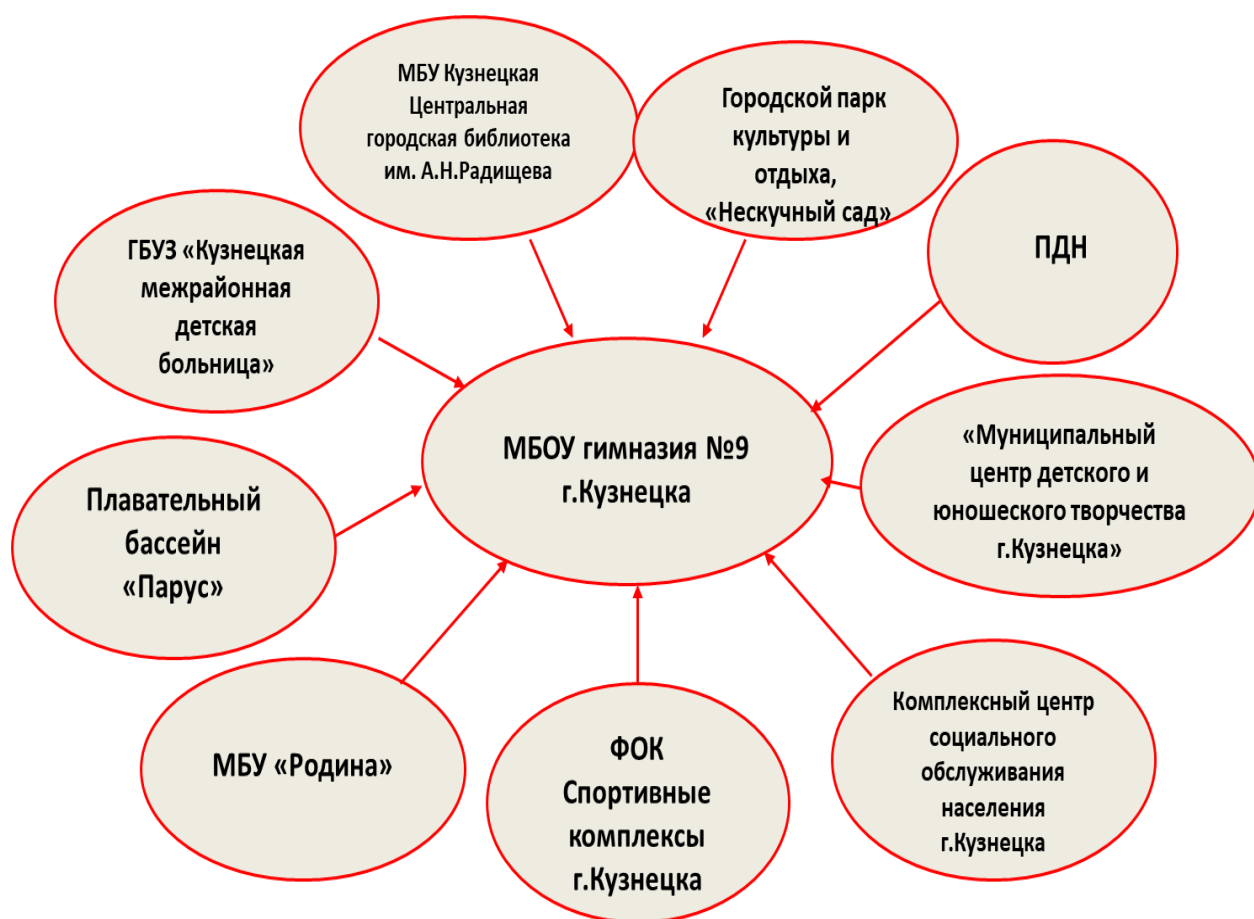 МБУ Кузнецкая
Центральная
городская библиотека
им. А.Н.Радищева
Городской парк
культуры и
отдыха,
«Нескучный сад»
ПДН
ГБУЗ «Кузнецкая
межрайонная
детская
больница»
МБОУ гимназия №9
г.Кузнецка
«Муниципальный
центр детского и
юношеского творчества
г.Кузнецка»
Плавательный
бассейн
«Парус»
МБУ «Родина»
ФОК
Спортивные
комплексы
г.Кузнецка
Комплексный центр
социального
обслуживания
населения
г.Кузнецка